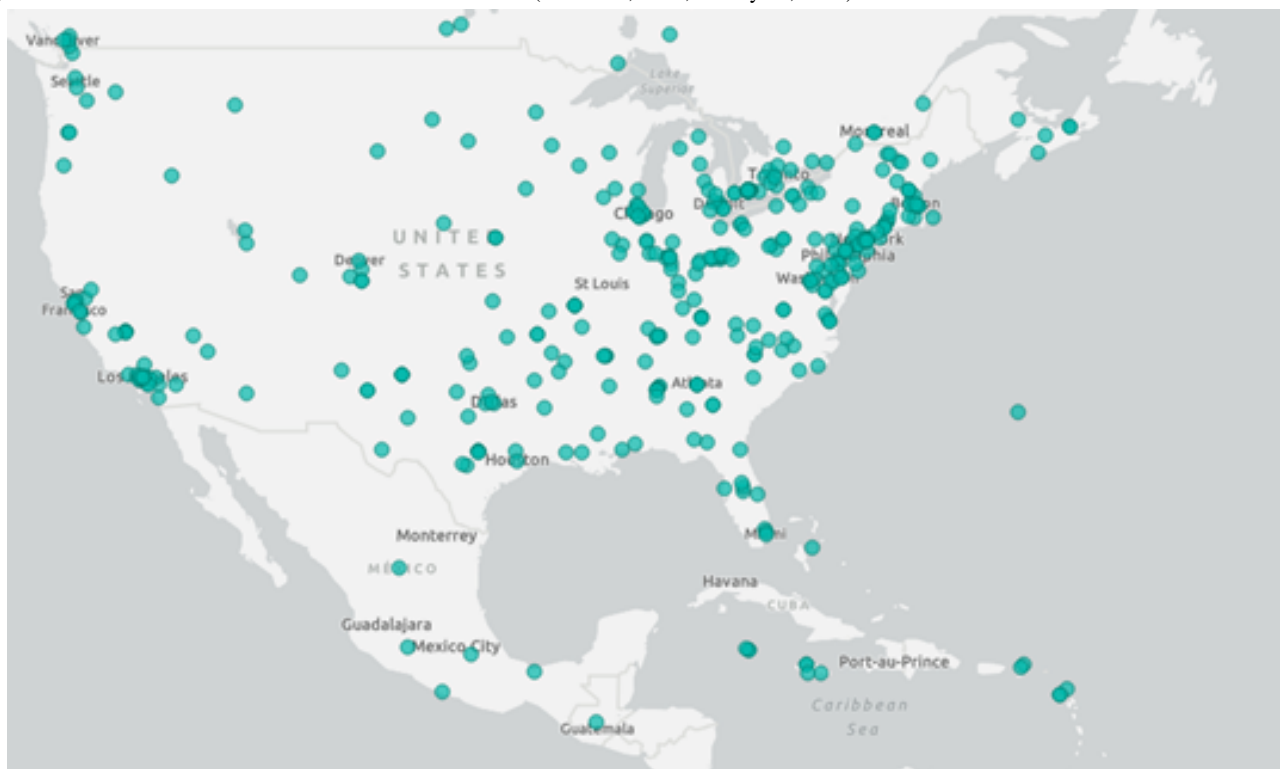 Vancouver
Lake
Superior
Seattle
Montreal
Toronto
Detroit
Boston
Chicago
New York
UNITED
STATES
Philadelphia
Denver
Washington
St Louis
San
Francisco
Los Angeles
Atlanta
Dallas
Houston
Monterrey
Miami
MÉXICO
Havana
CUBA
Guadalajara
Mexico City
Port-au-Prince
Caribbean
Sea
Guatemala